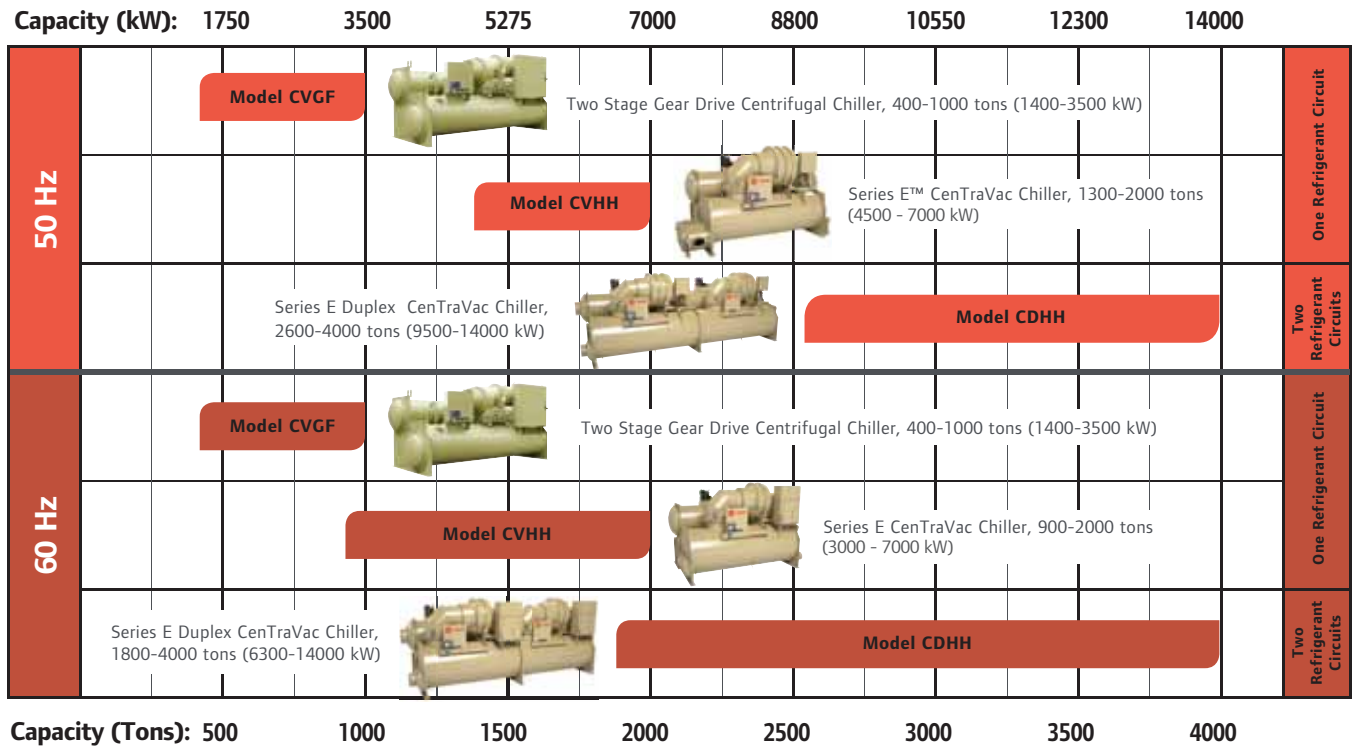 Capacity (kW): 1750 3500 5275 7000 8800 10550 12300 14000
50 Hz
Model CVGF
Two Stage Gear Drive Centrifugal Chiller, 400-1000 tons (1400-3500 kW)
Model CVHH
Series E™ CenTraVac Chiller, 1300-2000 tons
(4500 - 7000 kW)
One Refrigerant Circuit
Series E Duplex CenTraVac Chiller,
2600-4000 tons (9500-14000 kW)
Model CDHH
Two
Refrigerant
Circuits
60 Hz
Model CVGF
Two Stage Gear Drive Centrifugal Chiller, 400-1000 tons (1400-3500 kW)
Model CVHH
Series E CenTraVac Chiller, 900-2000 tons
(3000 - 7000 kW)
One Refrigerant Circuit
Series E Duplex CenTraVac Chiller,
1800-4000 tons (6300-14000 kW)
Model CDHH
Two
Refrigerant
Circuits
Capacity (Tons): 500 1000 1500 2000 2500 3000 3500 4000